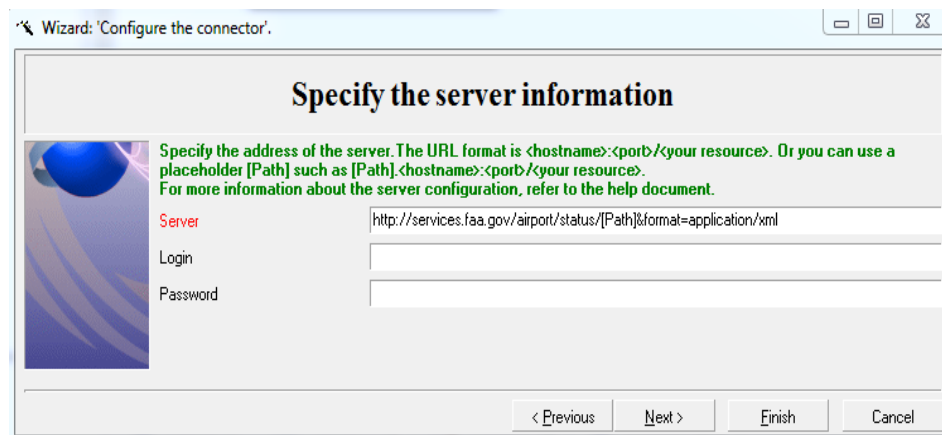 Wizard: 'Configure the connector'.
Specify the server information
Specify the address of the server.The URL format is <hostname>:<port>/<your resource>. Or you can use a
placeholder [Path] such as [Path].<hostname>:<port>/<your resource>.
For more information about the server configuration, refer to the help document.
Server http://services.faa.gov/airport/status/[Path]&format=application/xml
Login
Password
< Previous Next > Finish Cancel